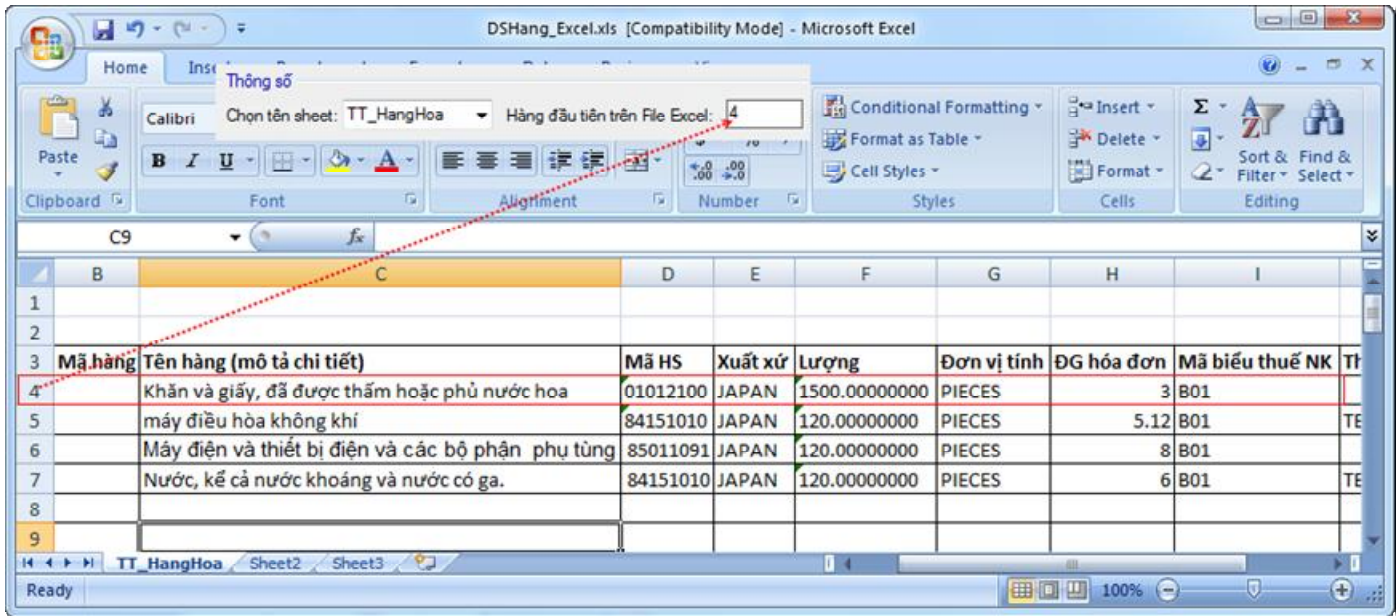 DSHang_Excel.xls [Compatibility Mode] - Microsoft Excel
Home
Thông số
Chọn tên sheet: TT_HangHoa Hàng đầu tiên trên File Excel: 4
Paste
Calibri
B I U A
Conditional Formatting
Format as Table
Cell Styles
Insert
Delete
Format
Σ
Sort & Filter
Find & Select
Clipboard Font Alignment Number Styles Cells Editing
C9 fx
B C D E F G H I
1
2
3 Mã hàng Tên hàng (mô tả chi tiết) Mã HS Xuất xứ Lượng Đơn vị tính ĐG hóa đơn Mã biểu thuế NK
4 Khăn và giấy, đã được thấm hoặc phủ nước hoa 01012100 JAPAN 1500.00000000 PIECES 3 B01
5 máy điều hòa không khí 84151010 JAPAN 120.00000000 PIECES 5.12 B01 TE
6 Máy điện và thiết bị điện và các bộ phận phụ tùng 85011091 JAPAN 120.00000000 PIECES 8 B01
7 Nước, kể cả nước khoáng và nước có ga. 84151010 JAPAN 120.00000000 PIECES 6 B01 TE
8
9
TT_HangHoa Sheet2 Sheet3
Ready 100%